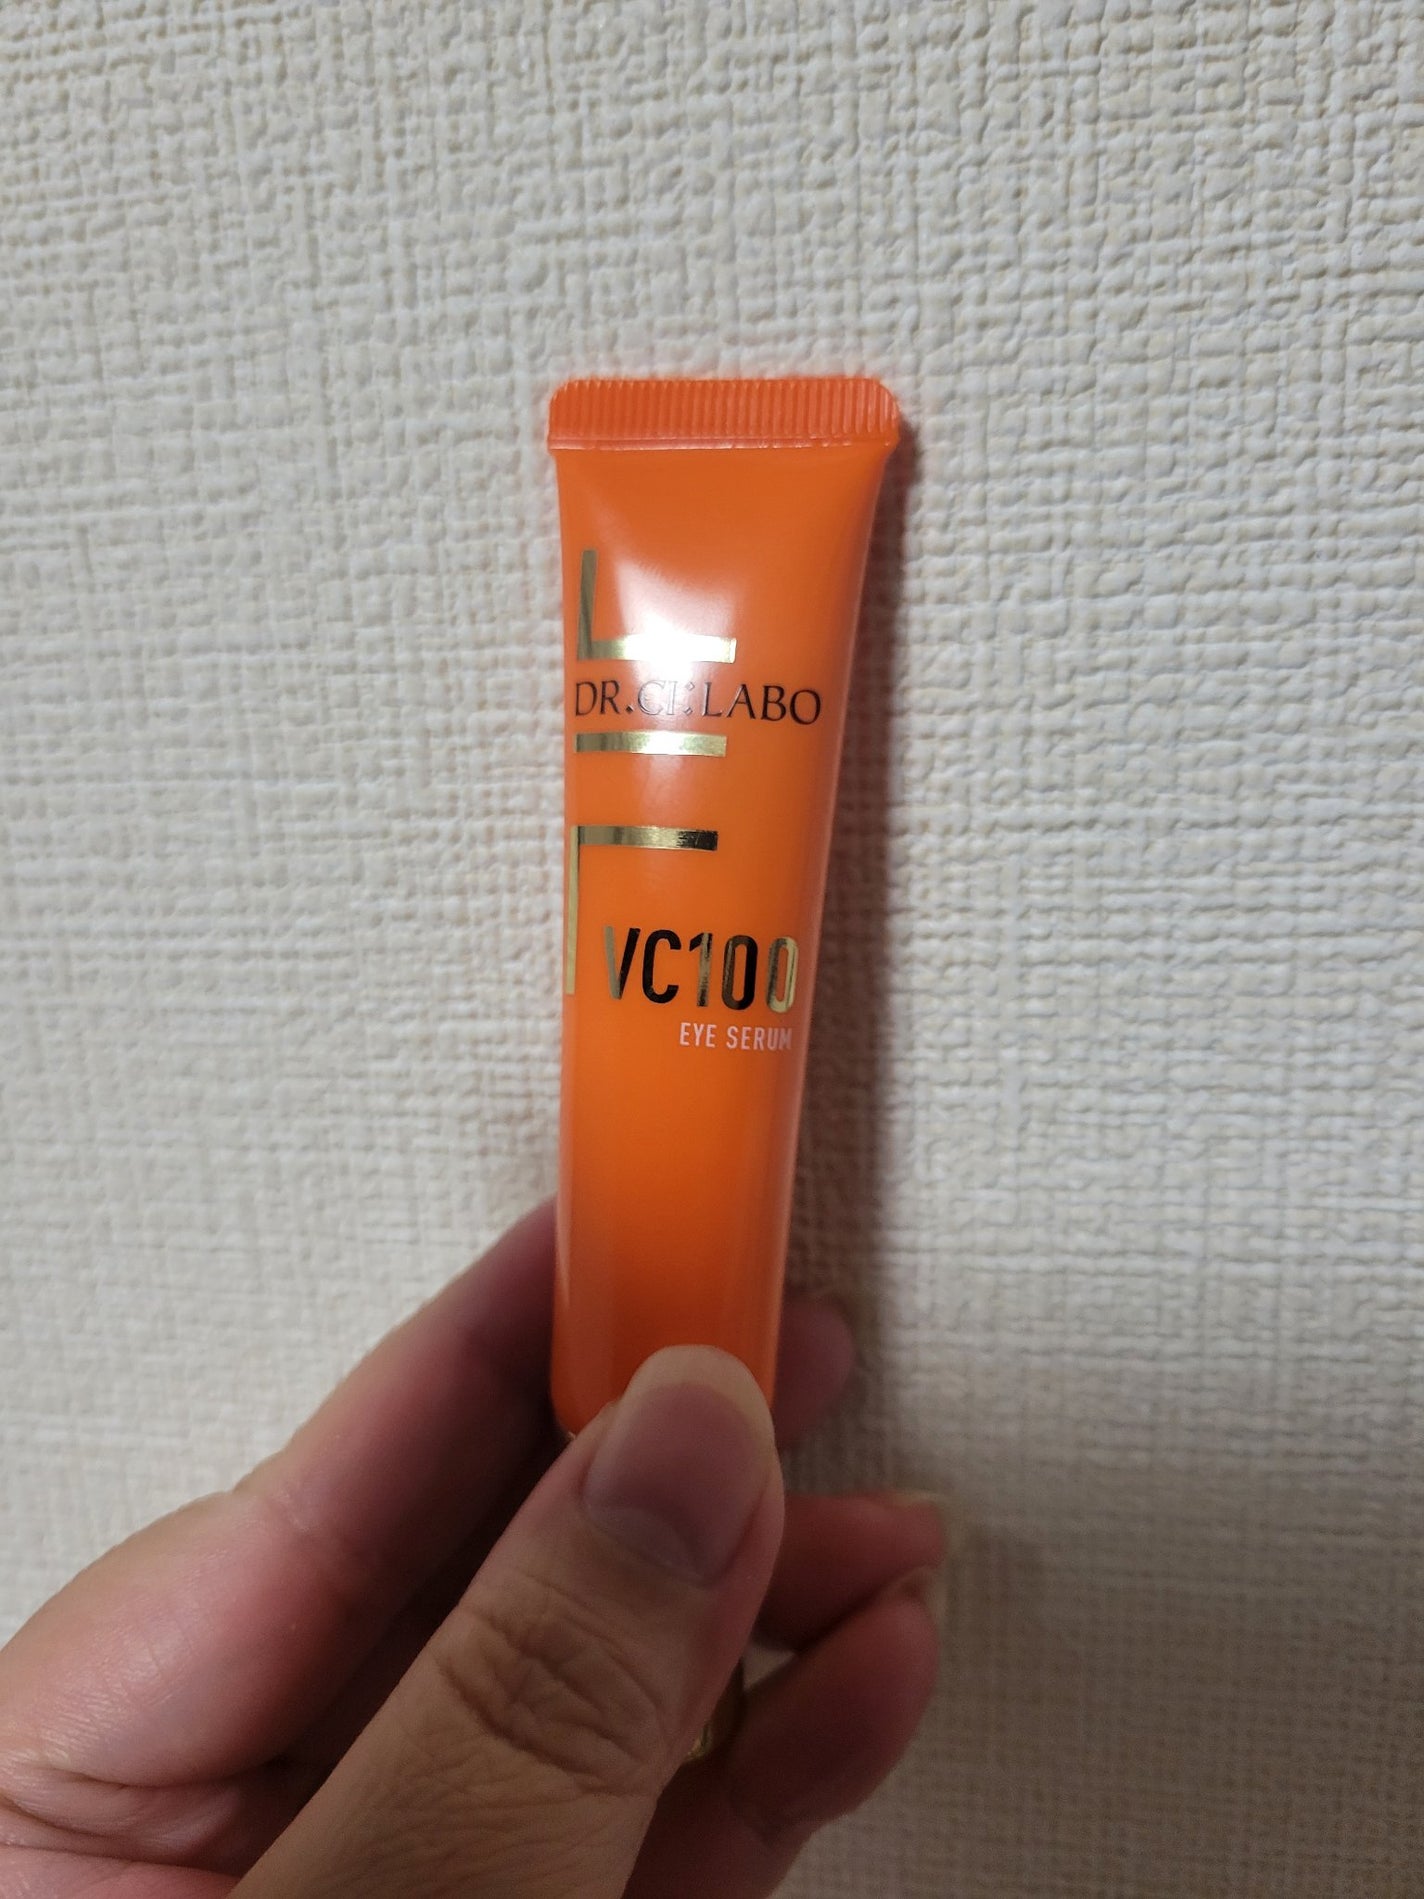 DR.CI:LABO
VC100
EYE SERUM